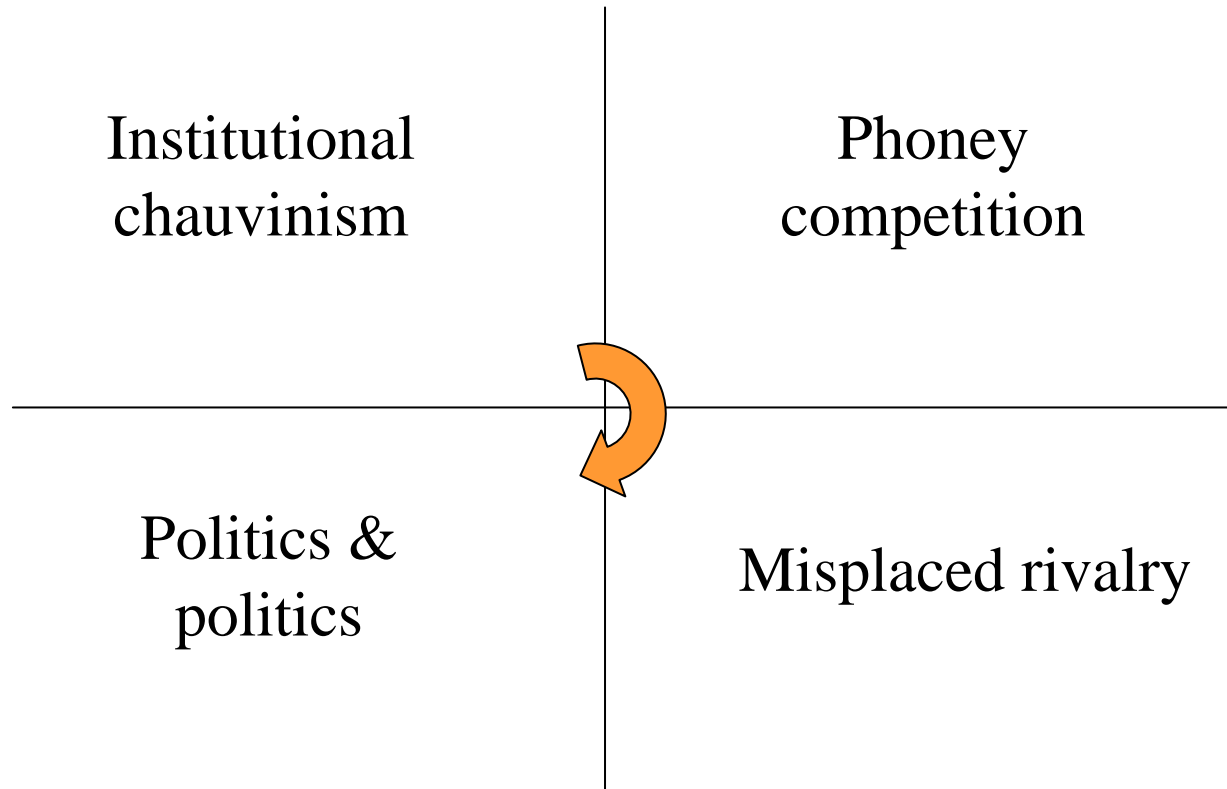 Institutional
chauvinism
Phoney
competition
Politics &
politics
Misplaced rivalry